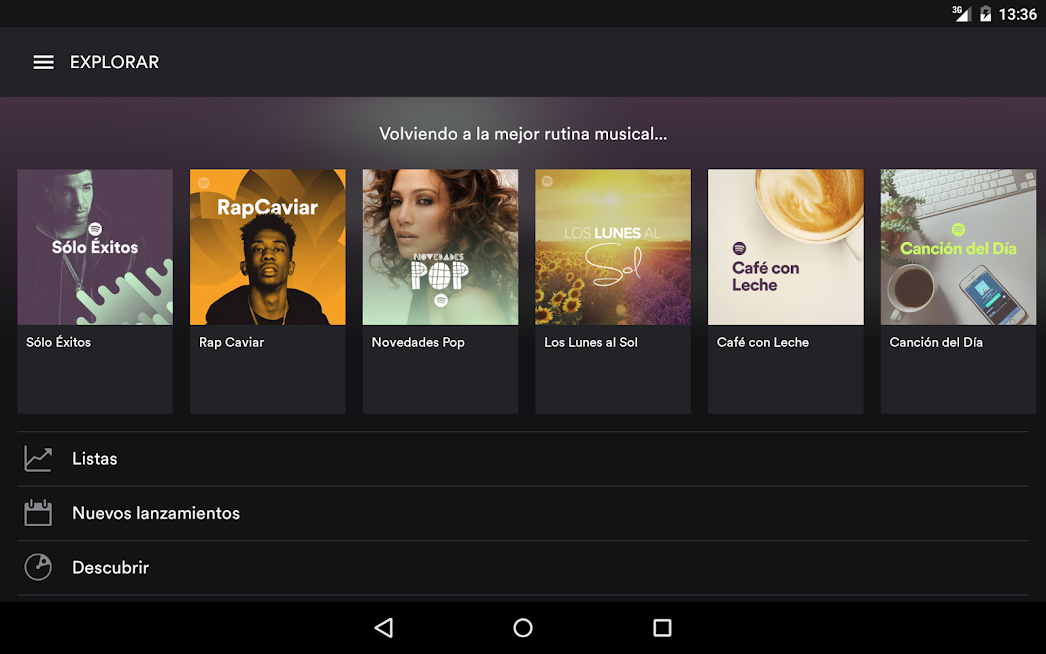 3G 13:36
EXPLORAR
Volviendo a la mejor rutina musical...
Sólo Éxitos
RapCaviar
NOVEDADES
POP
LOS LUNES AL
Sol
Café con
Leche
Canción del Día
Sólo Éxitos
Rap Caviar
Novedades Pop
Los Lunes al Sol
Café con Leche
Canción del Día
Listas
Nuevos lanzamientos
Descubrir